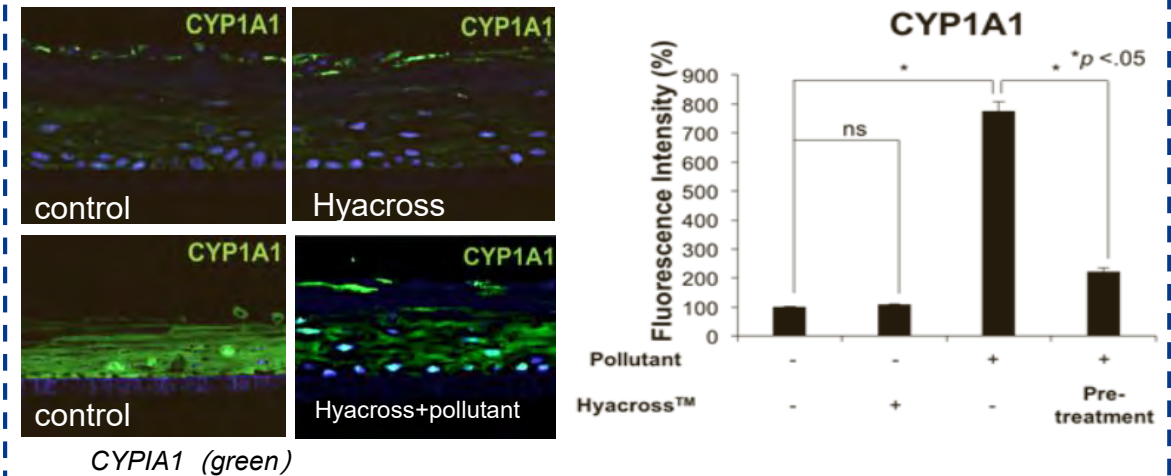 CYP1A1
control
CYP1A1
Hyacross
CYP1A1
control
CYP1A1
Hyacross+pollutant
CYPIA1 (green)
CYP1A1
*p <.05
*
*
ns
Fluorescence Intensity (%)
900
800
700
600
500
400
300
200
100
0
Pollutant - - + +
Hyacross™ - + - Pre-
treatment